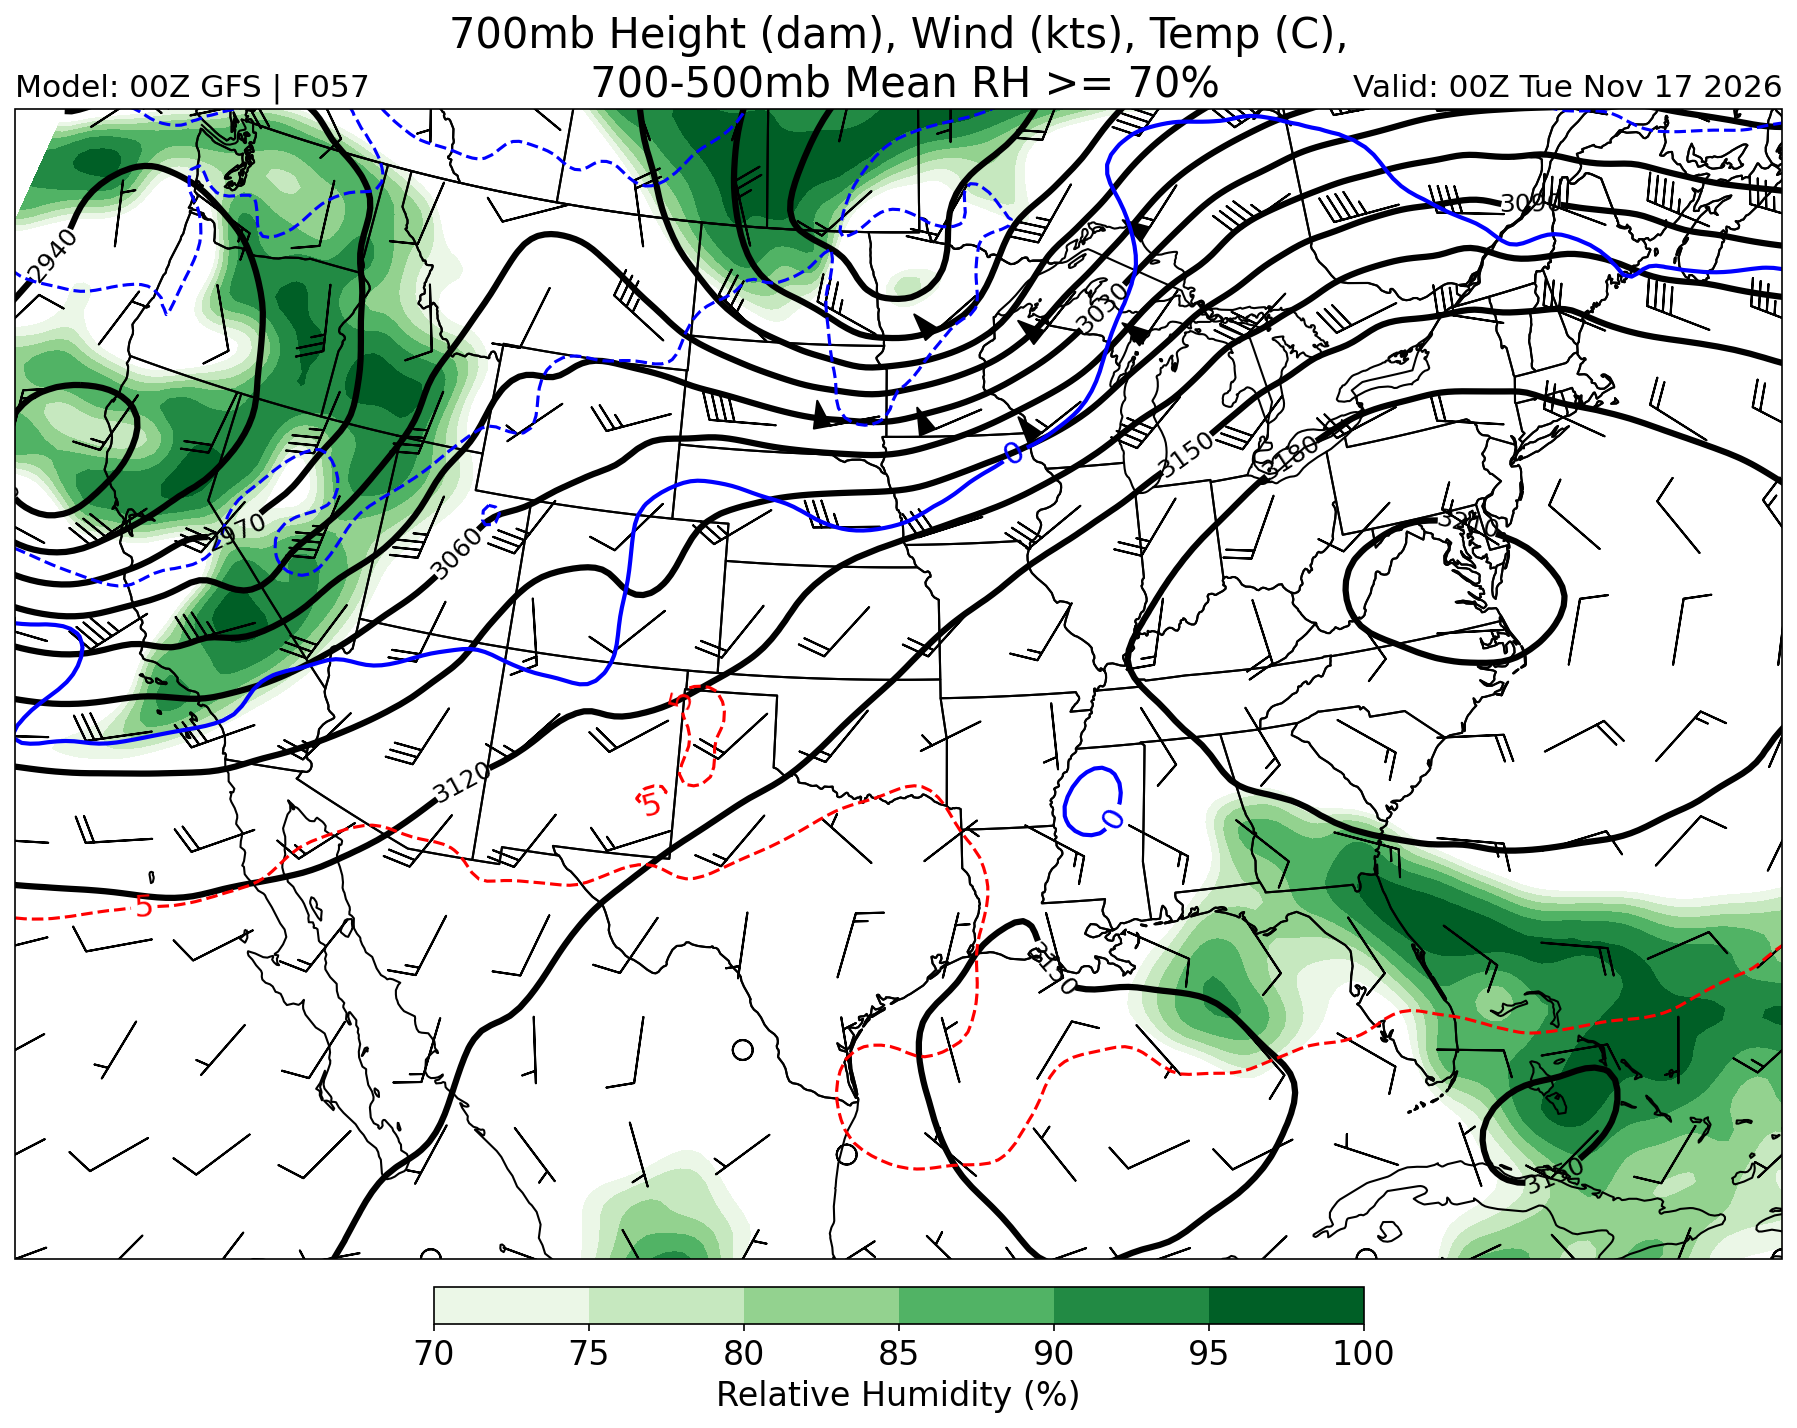 700mb Height (dam), Wind (kts), Temp (C),
700-500mb Mean RH >= 70%
Model: 00Z GFS | F057
Valid: 00Z Tue Nov 17 2026
2940
3090
3030
0
3150
3180
2970
3060
3210
5
5
3120
0
5
3150
3150
70 75 80 85 90 95 100
Relative Humidity (%)